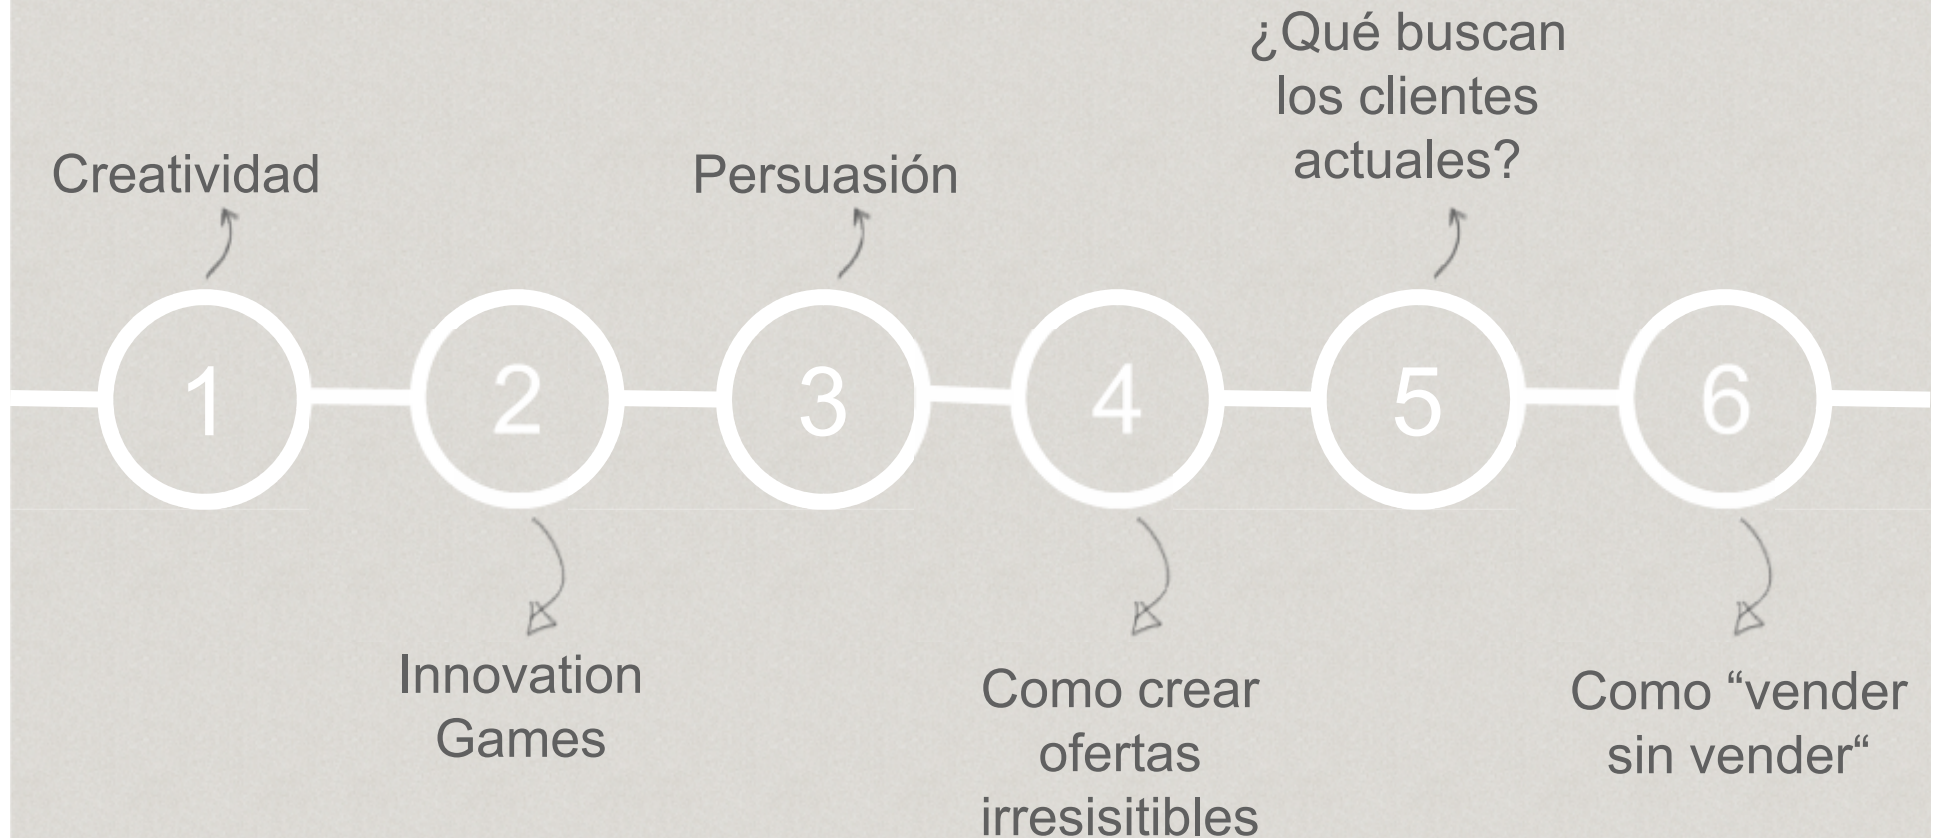 Creatividad
1
Innovation
Games
2
Persuasión
3
Como crear
ofertas
irresisitibles
4
¿Qué buscan
los clientes
actuales?
5
Como “vender
sin vender“
6